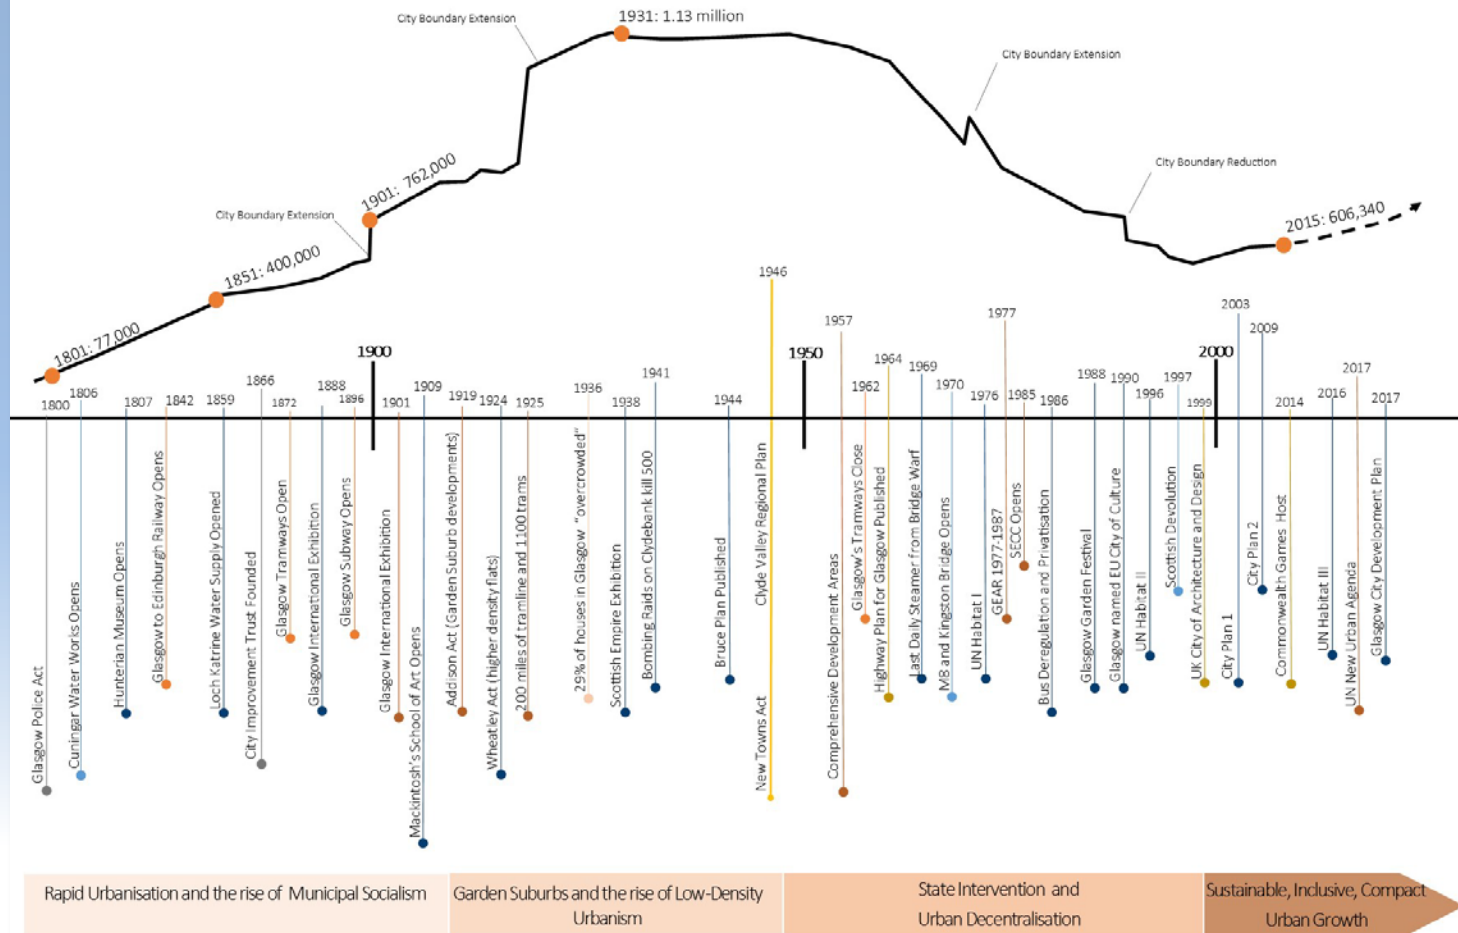 City Boundary Extension
1931: 1.13 million
City Boundary Extension
1901: 762,000
City Boundary Reduction
City Boundary Extension
2015: 606,340
1851: 400,000
1801: 77,000
1946
2003
1957
1977
2009
1900
1950
2000
1964
1969
2017
1866
1888
1941
1988
1990
1997
1806
1896
1909
1936
1962
1970
2016
1800
1807
1842
1859
1872
1901
1919
1924
1925
1938
1944
1976
1985
1986
1996
1999
2014
2017
Glasgow Police Act
Cuningar Water Works Opens
Hunterian Museum Opens
Glasgow to Edinburgh Railway Opens
Loch Katrine Water Supply Opened
City Improvement Trust Founded
Glasgow Tramways Open
Glasgow International Exhibition
Glasgow Subway Opens
Glasgow International Exhibition
Mackintosh's School of Art Opens
Addison Act (Garden Suburb developments)
Wheatley Act (higher density flats)
200 miles of tramline and 1100 trams
29% of houses in Glasgow "overcrowded"
Scottish Empire Exhibition
Bombing Raids on Clydebank kill 500
Bruce Plan Published
Clyde Valley Regional Plan
New Towns Act
Comprehensive Development Areas
Glasgow's Tramways Close
Highway Plan for Glasgow Published
Last Daily Steamer from Bridge Warf
M8 and Kingston Bridge Opens
UN Habitat I
GEAR 1977-1987
SECC Opens
Bus Deregulation and Privatisation
Glasgow Garden Festival
Glasgow named EU City of Culture
UN Habitat II
Scottish Devolution
UK City of Architecture and Design
City Plan 1
City Plan 2
Commonwealth Games Host
UN Habitat III
UN New Urban Agenda
Glasgow City Development Plan
Rapid Urbanisation and the rise of Municipal Socialism
Garden Suburbs and the rise of Low-Density
Urbanism
State Intervention and
Urban Decentralisation
Sustainable, Inclusive, Compact
Urban Growth